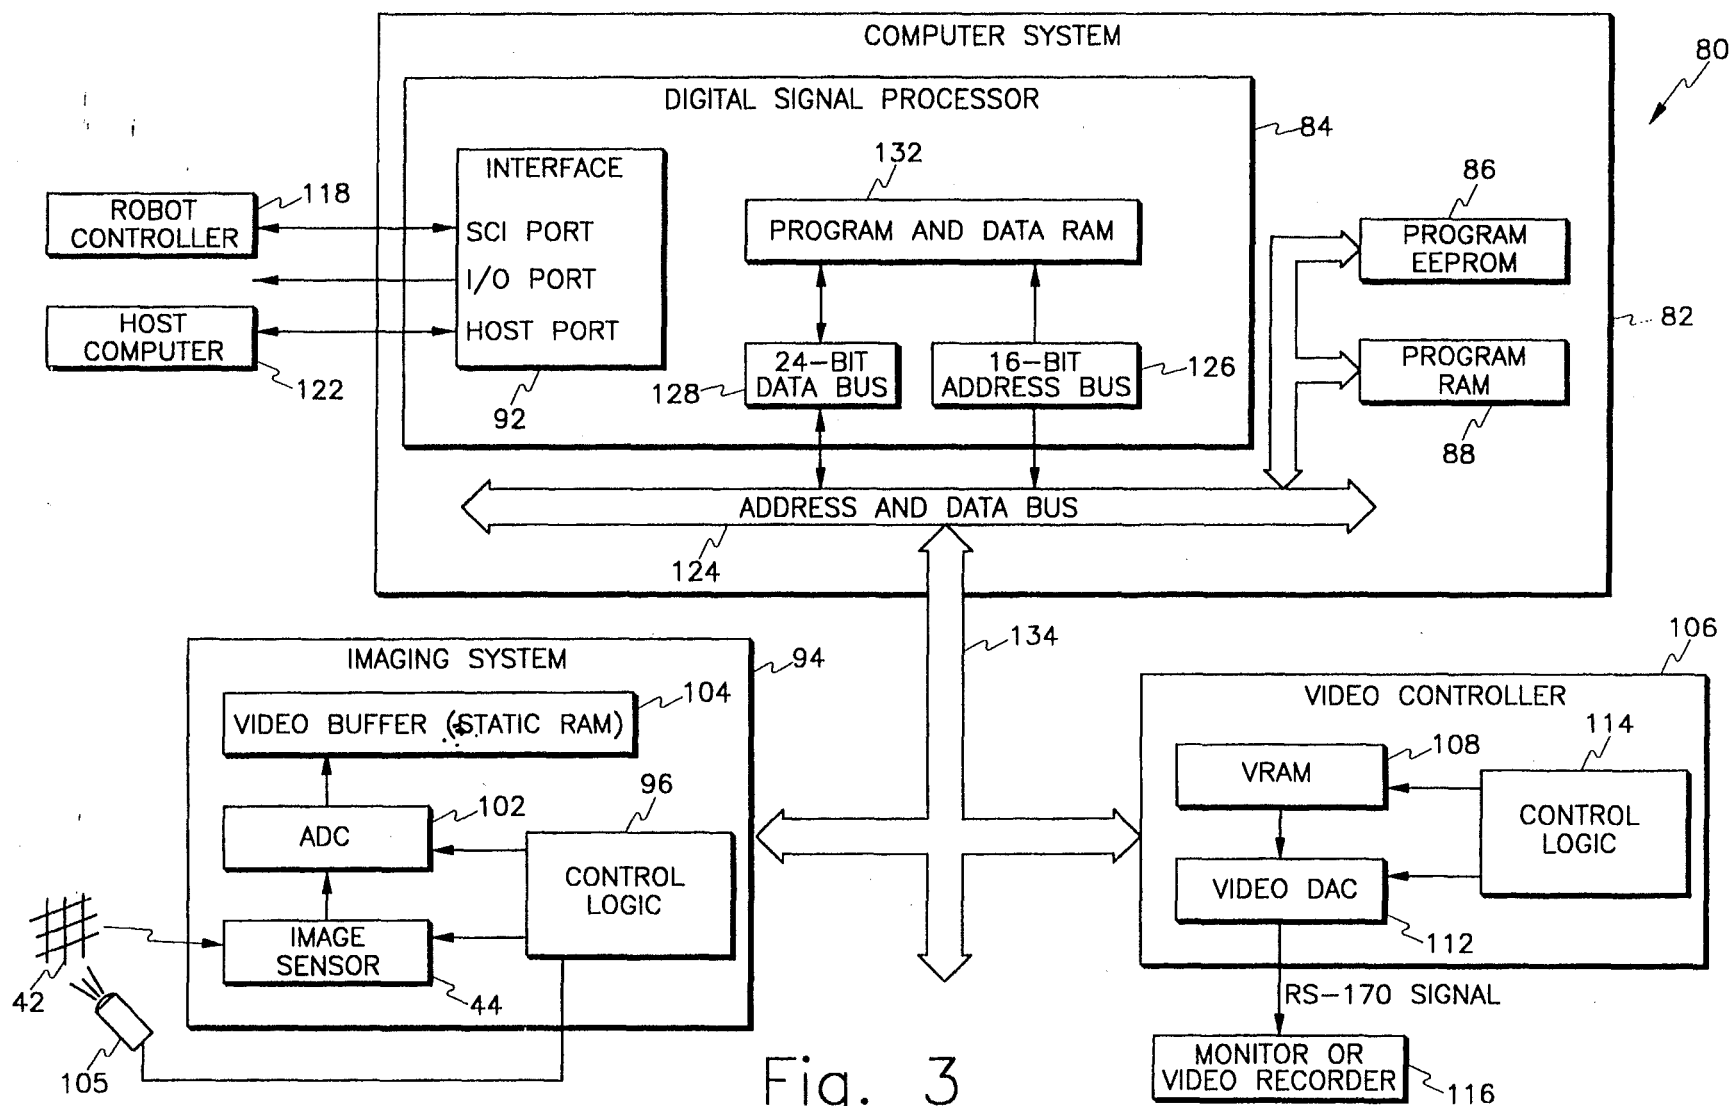 COMPUTER SYSTEM
80
DIGITAL SIGNAL PROCESSOR
84
INTERFACE
SCI PORT
I/O PORT
HOST PORT
92
132
PROGRAM AND DATA RAM
24-BIT
DATA BUS
128
16-BIT
ADDRESS BUS
126
86
PROGRAM
EEPROM
82
PROGRAM
RAM
88
118
ROBOT
CONTROLLER
HOST
COMPUTER
122
ADDRESS AND DATA BUS
124
134
IMAGING SYSTEM
94
104
VIDEO BUFFER (STATIC RAM)
102
ADC
96
CONTROL
LOGIC
IMAGE
SENSOR
44
42
105
106
VIDEO CONTROLLER
108
VRAM
114
CONTROL
LOGIC
VIDEO DAC
112
RS-170 SIGNAL
MONITOR OR
VIDEO RECORDER
116
Fig. 3